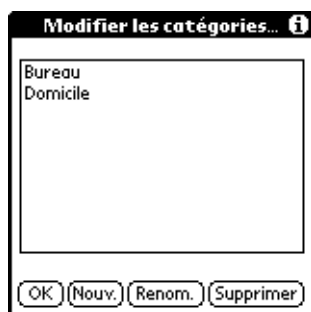 Modifier les catégories...
Bureau
Domicile
OK Nouv. Renom. Supprimer